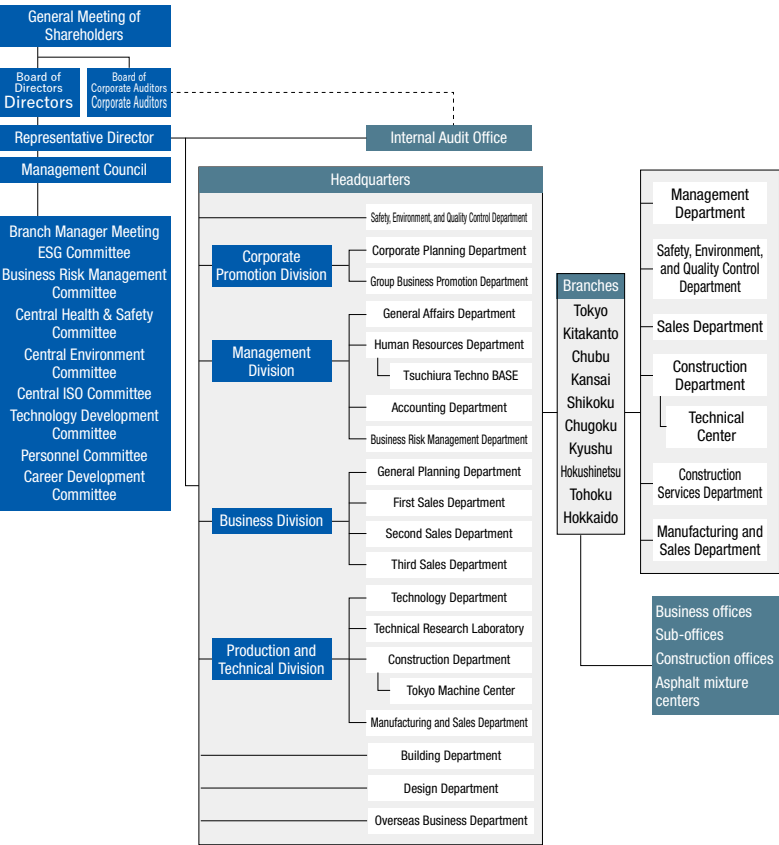 General Meeting of
Shareholders
Board of
Directors
Directors
Board of
Corporate Auditors
Corporate Auditors
Representative Director
Internal Audit Office
Management Council
Branch Manager Meeting
ESG Committee
Business Risk Management
Committee
Central Health & Safety
Committee
Central Environment
Committee
Central ISO Committee
Technology Development
Committee
Personnel Committee
Career Development
Committee
Headquarters
Safety, Environment, and Quality Control Department
Corporate
Promotion Division
Corporate Planning Department
Group Business Promotion Department
Management
Division
General Affairs Department
Human Resources Department
Tsuchiura Techno BASE
Accounting Department
Business Risk Management Department
Business Division
General Planning Department
First Sales Department
Second Sales Department
Third Sales Department
Production and
Technical Division
Technology Department
Technical Research Laboratory
Construction Department
Tokyo Machine Center
Manufacturing and Sales Department
Building Department
Design Department
Overseas Business Department
Branches
Tokyo
Kitakanto
Chubu
Kansai
Shikoku
Chugoku
Kyushu
Hokushinetsu
Tohoku
Hokkaido
Management
Department
Safety, Environment,
and Quality Control
Department
Sales Department
Construction
Department
Technical
Center
Construction
Services Department
Manufacturing and
Sales Department
Business offices
Sub-offices
Construction offices
Asphalt mixture
centers